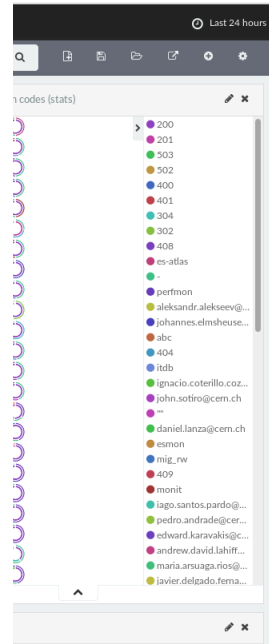 Last 24 hours
n codes (stats)
200
201
503
502
400
401
304
302
408
es-atlas
-
perfmon
aleksandr.alekseev@...
johannes.elmsheuse...
abc
404
itdb
ignacio.coterillo.coz...
john.sotiro@cern.ch
""
daniel.lanza@cern.ch
esmon
mig_rw
409
monit
iago.santos.pardo@...
pedro.andrade@cer...
edward.karavakis@c...
andrew.david.lahiff...
maria.arsuaga.rios@...
javier.delgado.ferna...